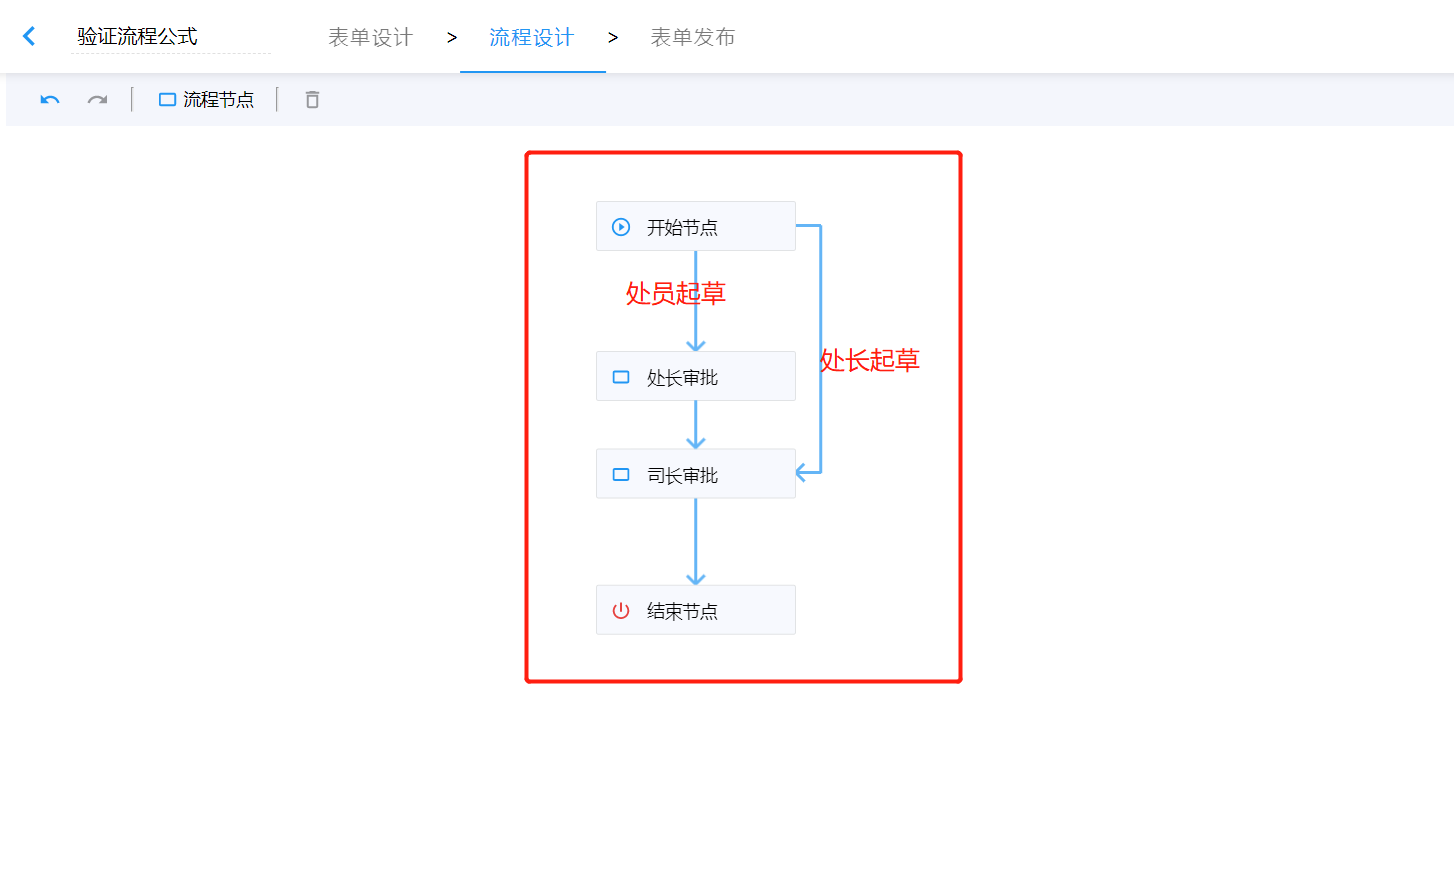 验证流程公式 表单设计 > 流程设计 > 表单发布
流程节点
开始节点
处员起草
处长起草
处长审批
司长审批
结束节点